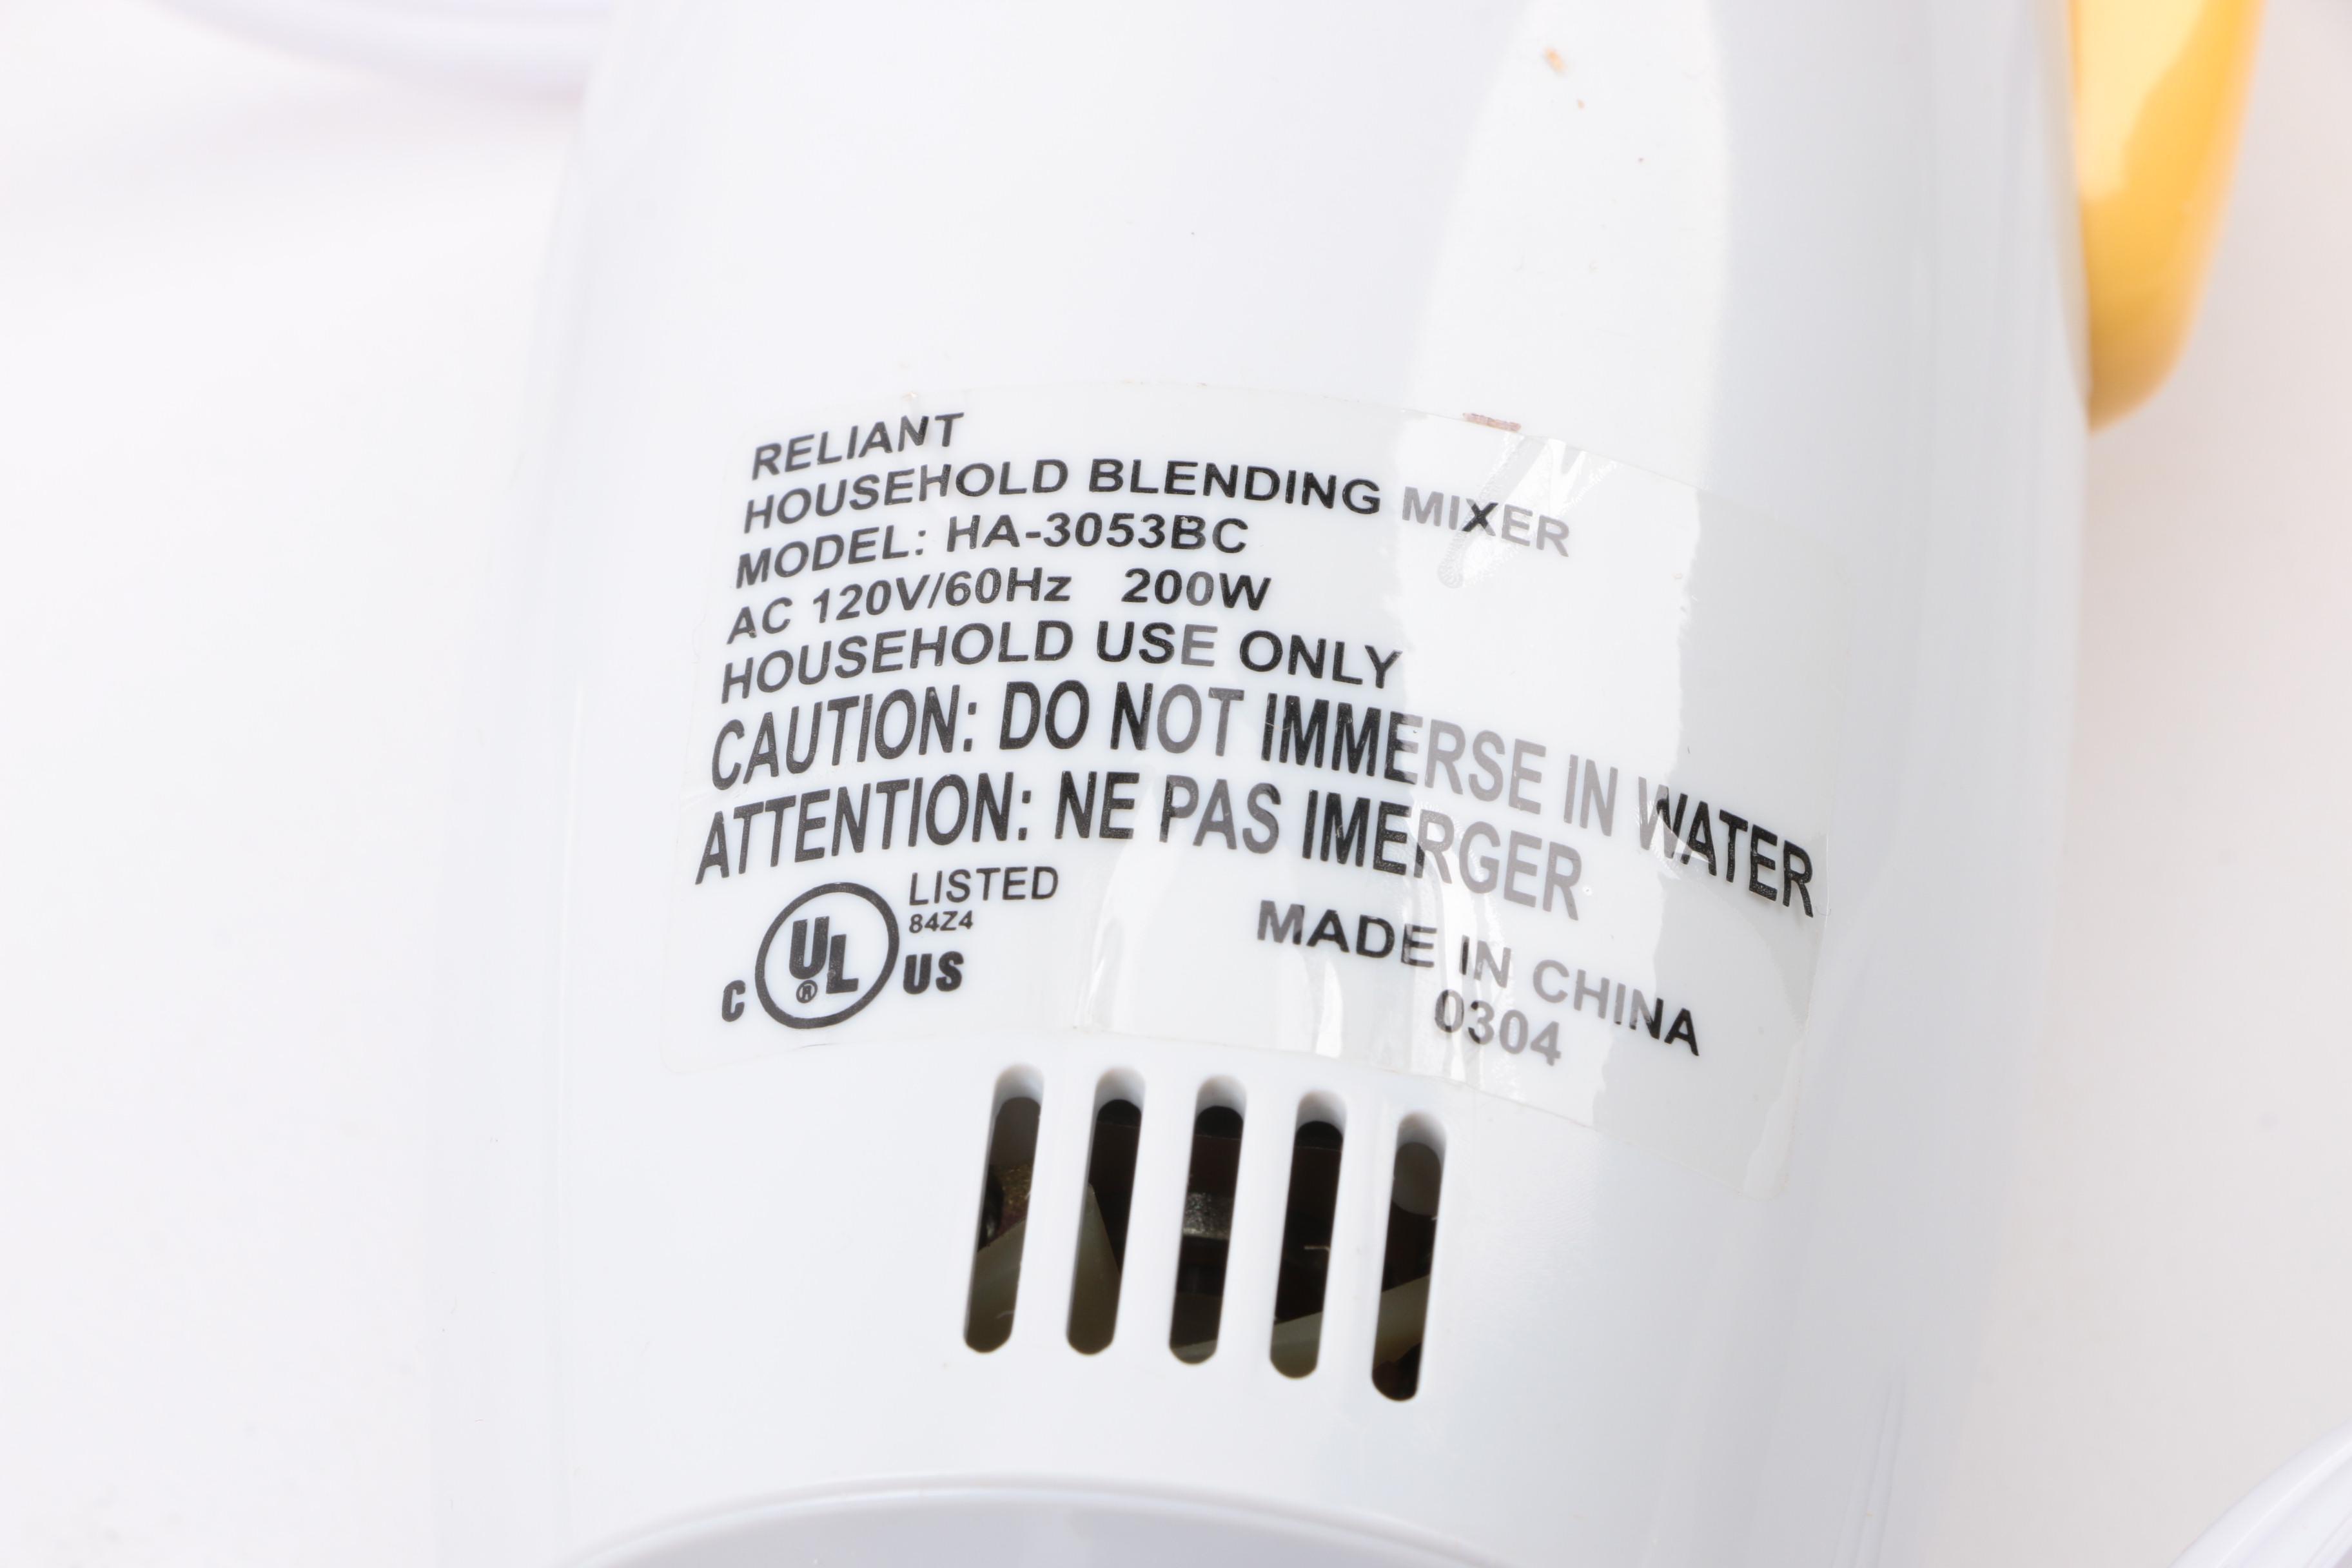 RELIANT
HOUSEHOLD BLENDING MIXER
MODEL: HA-3053BC
AC 120V/60Hz 200W
HOUSEHOLD USE ONLY
CAUTION: DO NOT IMMERSE IN WATER
ATTENTION: NE PAS IMERGER
C UL® US
LISTED
84Z4
MADE IN CHINA
0304